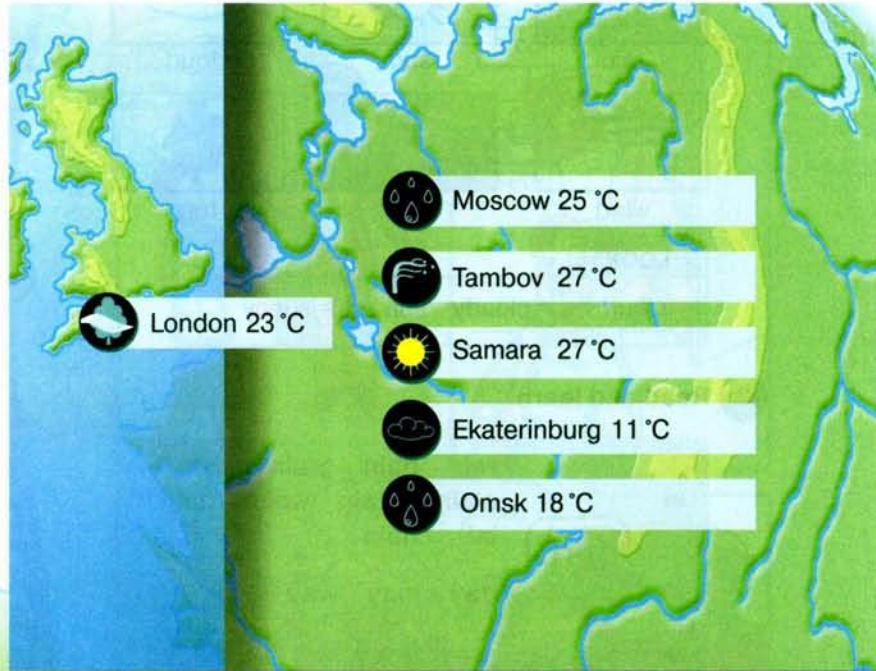 Moscow 25 °C
Tambov 27 °C
London 23 °C
Samara 27 °C
Ekaterinburg 11 °C
Omsk 18 °C